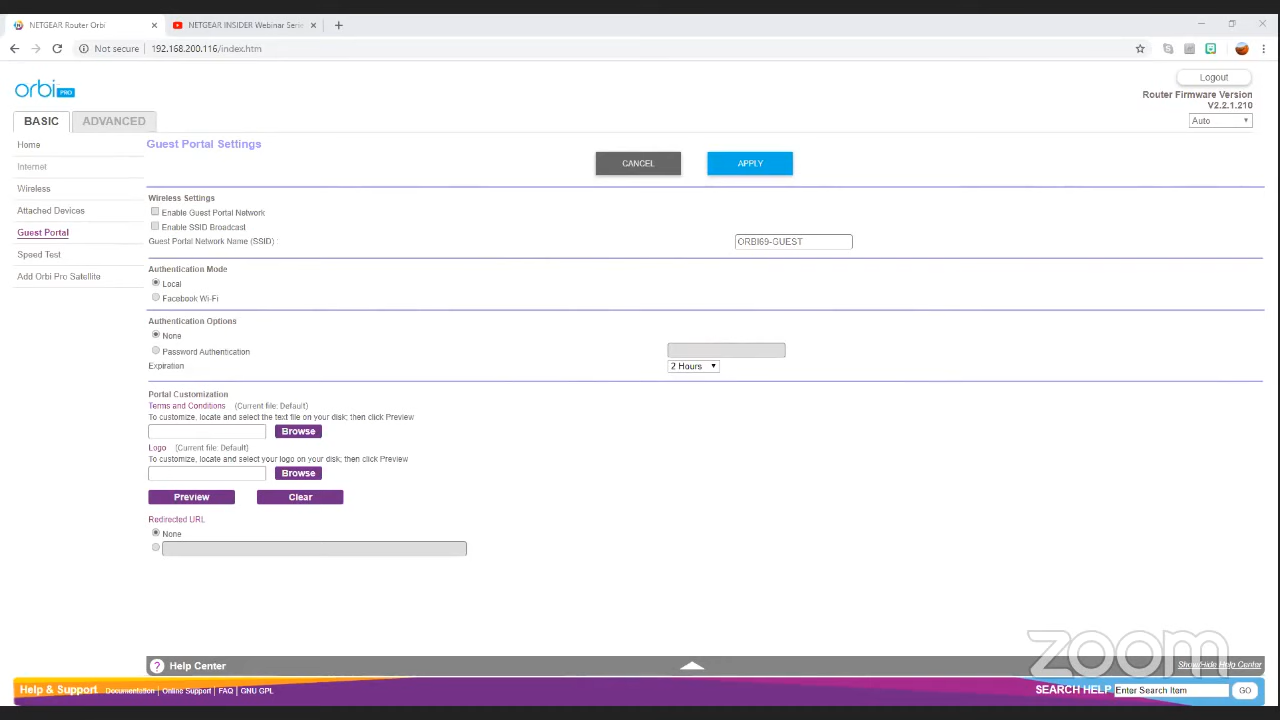 NETGEAR Router Orbi
NETGEAR INSIDER Webinar Serie
Not secure
192.168.200.116/index.htm
orbi PRO
Logout
Router Firmware Version
V2.2.1.210
Auto
BASIC
ADVANCED
Home
Internet
Wireless
Attached Devices
Guest Portal
Speed Test
Add Orbi Pro Satellite
Guest Portal Settings
CANCEL
APPLY
Wireless Settings
Enable Guest Portal Network
Enable SSID Broadcast
Guest Portal Network Name (SSID) :
ORBI69-GUEST
Authentication Mode
Local
Facebook Wi-Fi
Authentication Options
None
Password Authentication
Expiration
2 Hours
Portal Customization
Terms and Conditions (Current file: Default)
To customize, locate and select the text file on your disk; then click Preview
Browse
Logo (Current file: Default)
To customize, locate and select your logo on your disk; then click Preview
Browse
Preview
Clear
Redirected URL
None
? Help Center
Show/Hide Help Center
zoom
Help & Support Documentation | Online Support | FAQ | GNU GPL
SEARCH HELP Enter Search Item GO